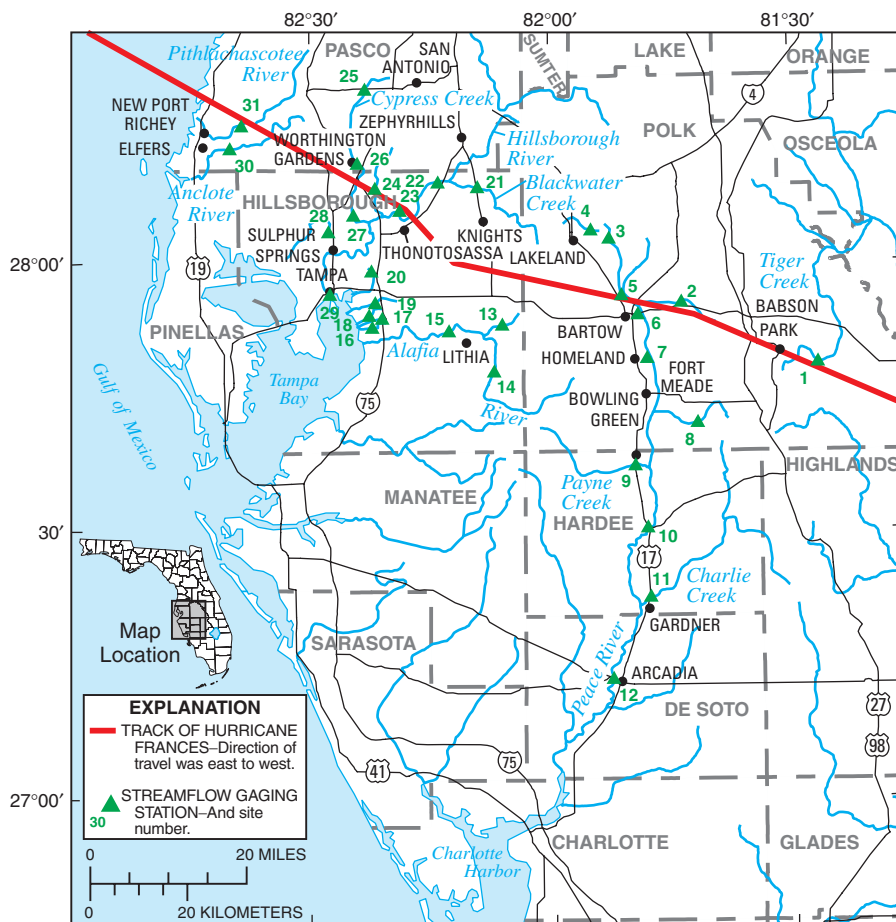 82°30′
82°00′
81°30′
Pithlachascotee
River
PASCO
SAN
ANTONIO
SUMTER
LAKE
ORANGE
25
4
NEW PORT
RICHEY
31
Cypress Creek
ZEPHYRHILLS
POLK
ELFERS
WORTHINGTON
GARDENS
Hillsborough
River
OSCEOLA
30
26
Anclote
River
24
22
23
21
Blackwater
Creek
HILLSBOROUGH
28
27
4
3
SULPHUR
SPRINGS
THONOTOSASSA
KNIGHTS
LAKELAND
28°00′
19
TAMPA
20
Tiger
Creek
5
2
BABSON
PARK
29
19
18
17
16
15
13
6
BARTOW
PINELLAS
Alafia
LITHIA
HOMELAND
7
FORT
MEADE
1
Tampa
Bay
14
River
BOWLING
GREEN
Gulf of Mexico
75
8
MANATEE
Payne
Creek
9
HIGHLANDS
HARDEE
30′
10
17
11
Charlie
Creek
Map
Location
SARASOTA
GARDNER
Peace River
ARCADIA
12
DE SOTO
27
98
EXPLANATION
TRACK OF HURRICANE
FRANCES–Direction of
travel was east to west.
41
75
27°00′
STREAMFLOW GAGING
STATION–And site
number.
30
CHARLOTTE
GLADES
Charlotte
Harbor
0
20 MILES
0
20 KILOMETERS